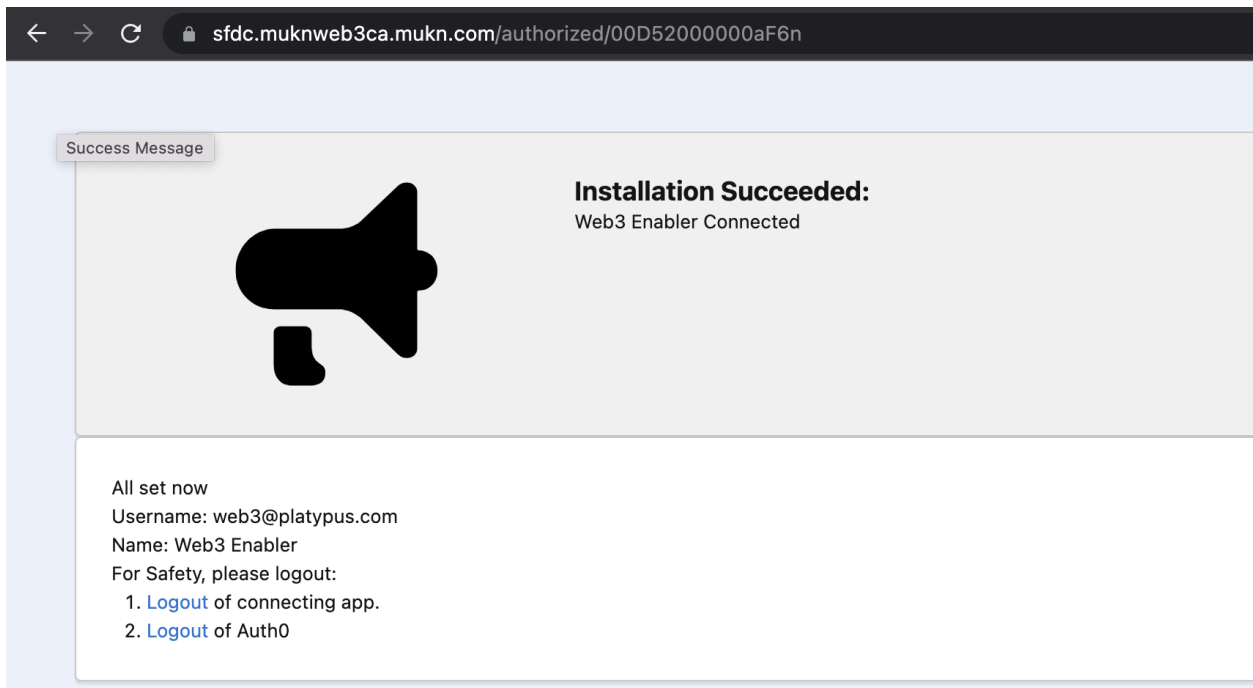 sfdc.muknweb3ca.mukn.com/authorized/00D52000000aF6n
Success Message
Installation Succeeded:
Web3 Enabler Connected
All set now
Username: web3@platypus.com
Name: Web3 Enabler
For Safety, please logout:
1. Logout of connecting app.
2. Logout of Auth0